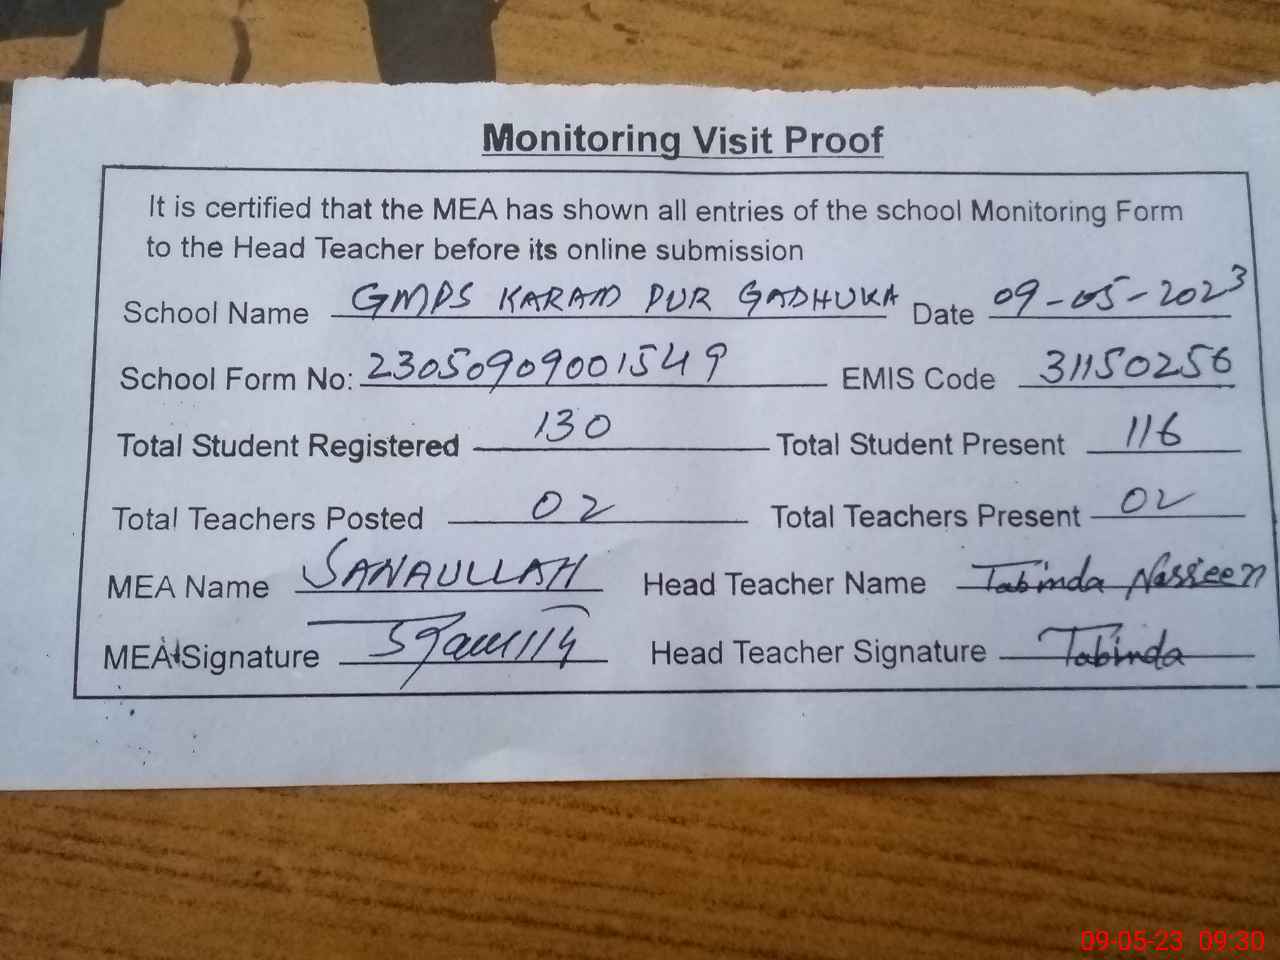 Monitoring Visit Proof
It is certified that the MEA has shown all entries of the school Monitoring Form
to the Head Teacher before its online submission
School Name GMPS KARAM PUR GADHUKA Date 09-05-2023
School Form No: 23050909001549 EMIS Code 31150256
Total Student Registered 130 Total Student Present 116
Total Teachers Posted 02 Total Teachers Present 02
MEA Name SANAULLAH Head Teacher Name Tabinda Nasseen
MEA Signature Head Teacher Signature Tabinda
09-05-23 09:30